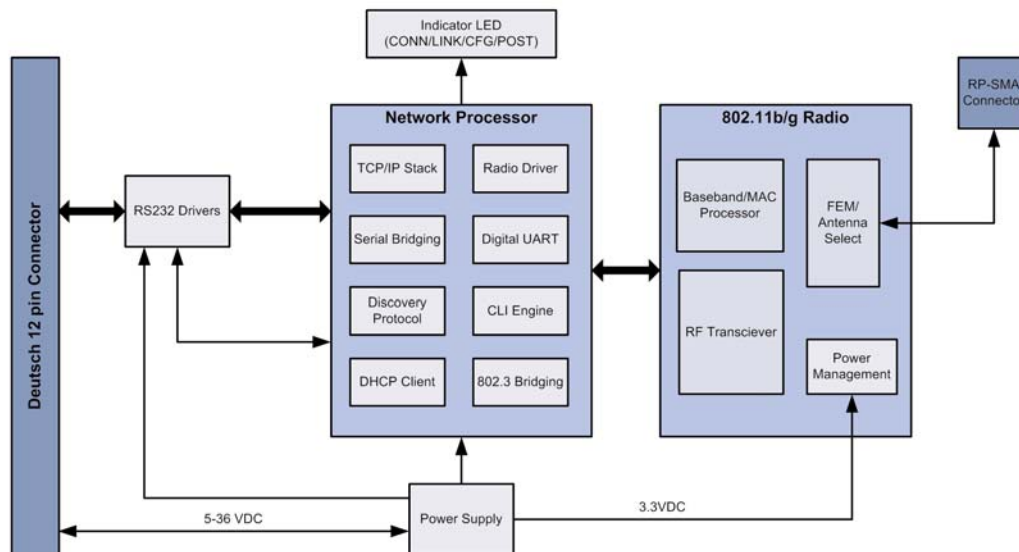 Indicator LED
(CONN/LINK/CFG/POST)
Deutsch 12 pin Connector
RS232 Drivers
Network Processor
TCP/IP Stack
Radio Driver
Serial Bridging
Digital UART
Discovery
Protocol
CLI Engine
DHCP Client
802.3 Bridging
802.11b/g Radio
Baseband/MAC
Processor
FEM/
Antenna
Select
RF Transciever
Power
Management
RP-SMA
Connector
5-36 VDC
Power Supply
3.3VDC